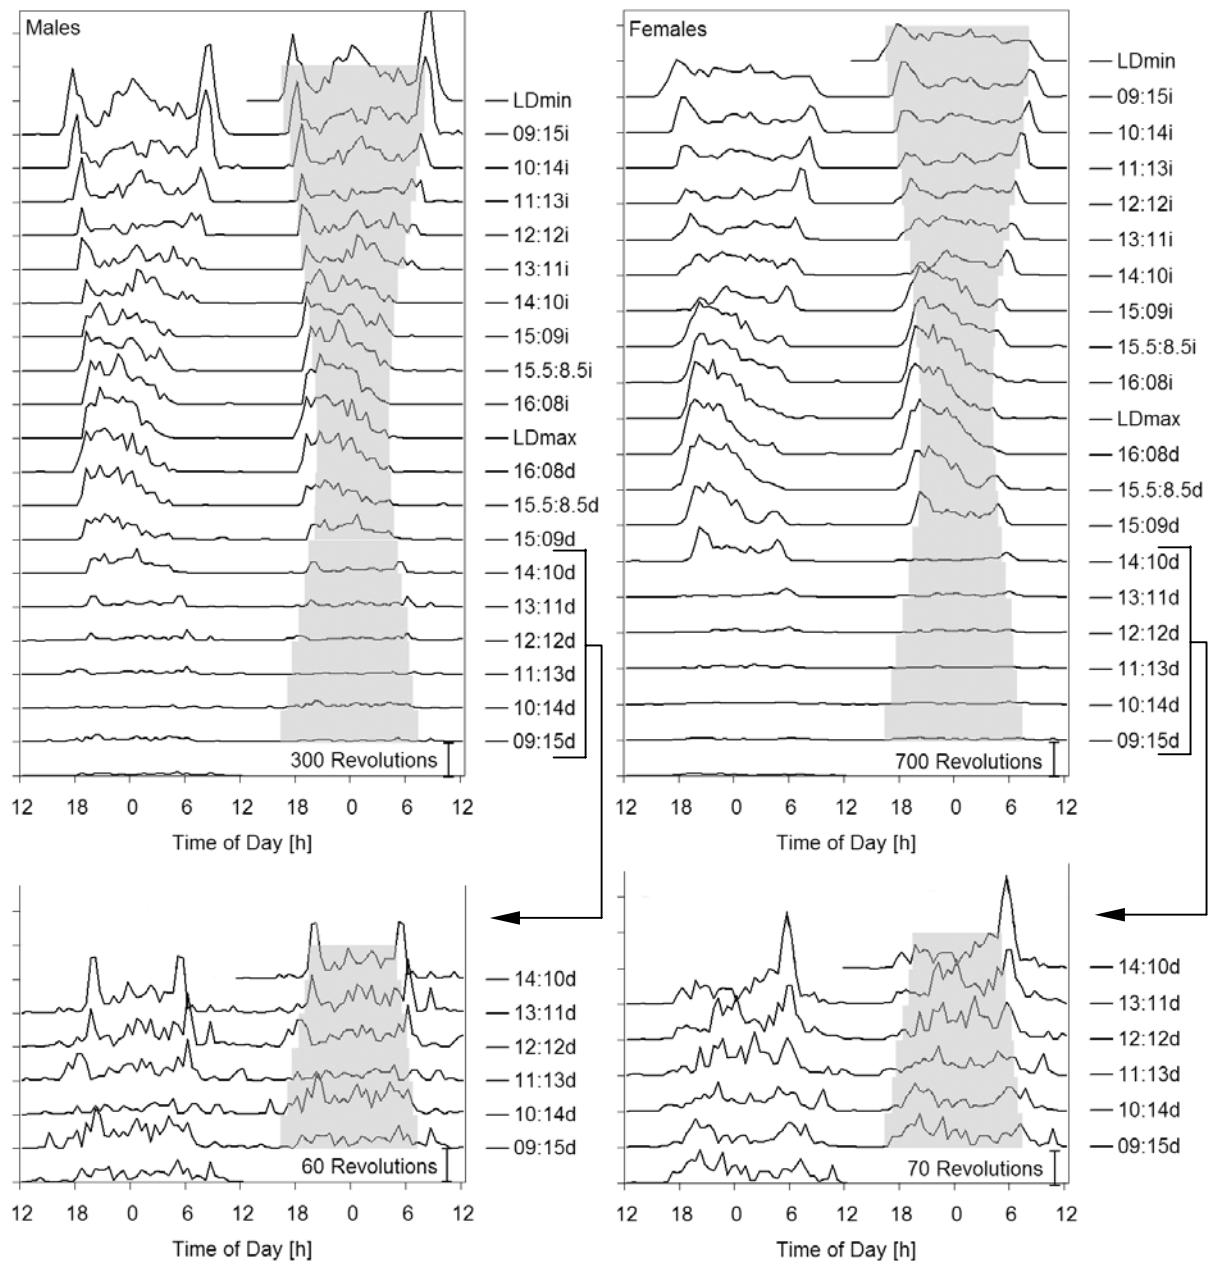 Males
LDmin
09:15i
10:14i
11:13i
12:12i
13:11i
14:10i
15:09i
15.5:8.5i
16:08i
LDmax
16:08d
15.5:8.5d
15:09d
14:10d
13:11d
12:12d
11:13d
10:14d
09:15d
300 Revolutions
12 18 0 6 12 18 0 6 12
Time of Day [h]
Females
LDmin
09:15i
10:14i
11:13i
12:12i
13:11i
14:10i
15:09i
15.5:8.5i
16:08i
LDmax
16:08d
15.5:8.5d
15:09d
14:10d
13:11d
12:12d
11:13d
10:14d
09:15d
700 Revolutions
12 18 0 6 12 18 0 6 12
Time of Day [h]
14:10d
13:11d
12:12d
11:13d
10:14d
09:15d
60 Revolutions
12 18 0 6 12 18 0 6 12
Time of Day [h]
14:10d
13:11d
12:12d
11:13d
10:14d
09:15d
70 Revolutions
12 18 0 6 12 18 0 6 12
Time of Day [h]